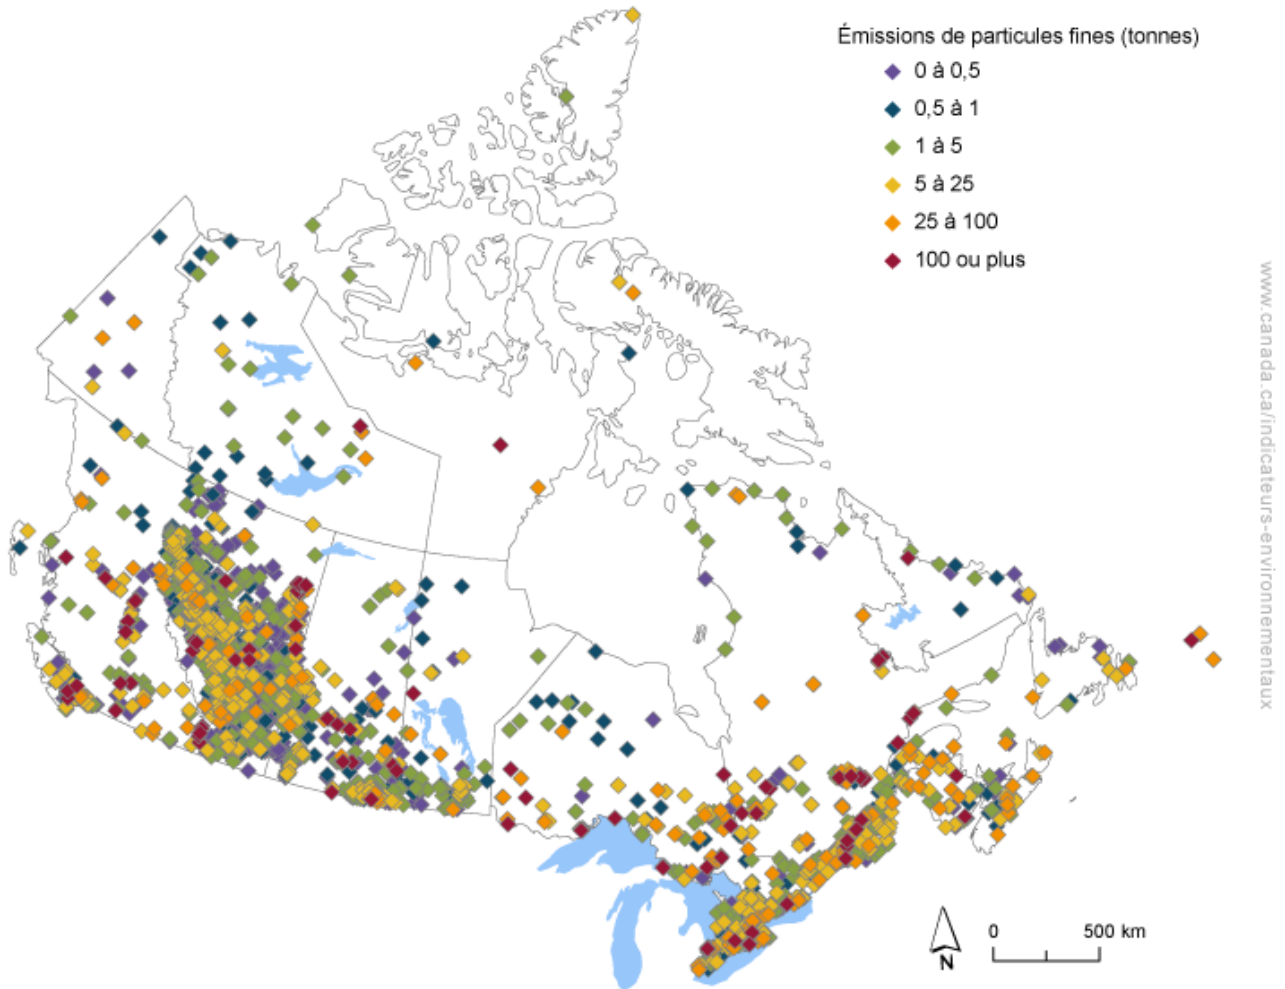 Émissions de particules fines (tonnes)
0 à 0,5
0,5 à 1
1 à 5
5 à 25
25 à 100
100 ou plus
www.canada.ca/indicateurs-environnementaux
N
0
500 km